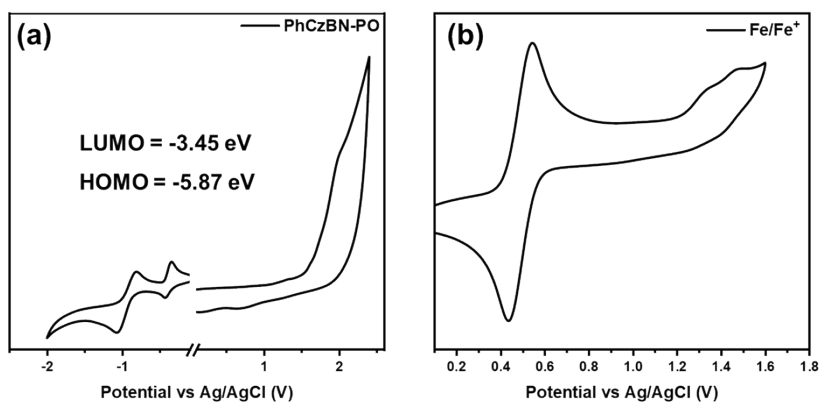 (a)
PhCzBN-PO
LUMO = -3.45 eV
HOMO = -5.87 eV
-2 -1 1 2
Potential vs Ag/AgCl (V)
(b)
Fe/Fe+
0.2 0.4 0.6 0.8 1.0 1.2 1.4 1.6 1.8
Potential vs Ag/AgCl (V)